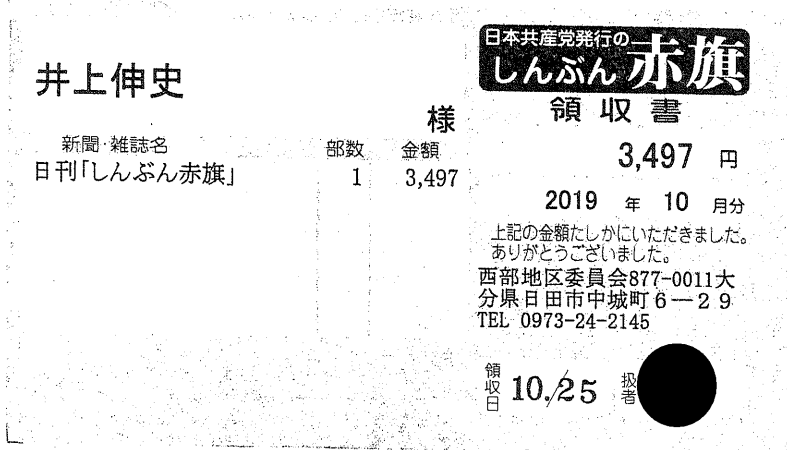 井上伸史
様
新聞・雑誌名 部数 金額
日刊「しんぶん赤旗」 1 3,497
日本共産党発行の
しんぶん赤旗
領収書
3,497 円
2019 年 10 月分
上記の金額たしかにいただきました。
ありがとうございました。
西部地区委員会877-0011大
分県日田市中城町6－29
TEL 0973-24-2145
領収日 10/25 扱者